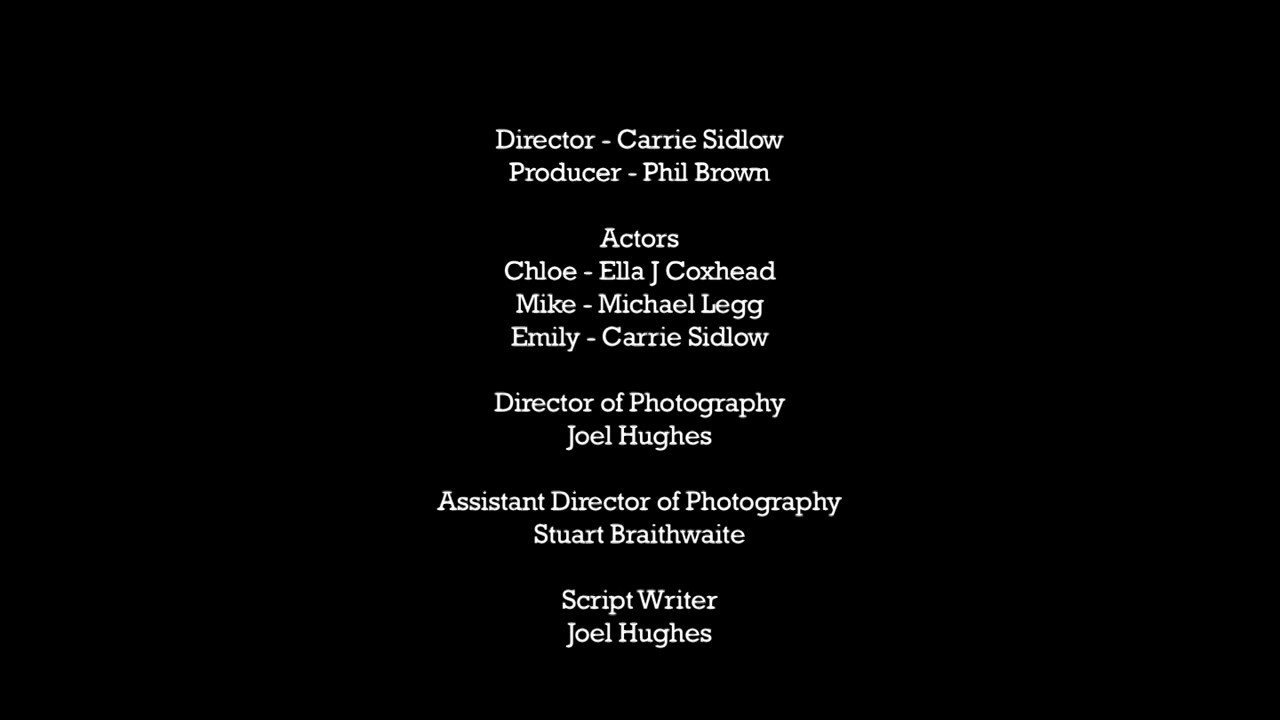 Director - Carrie Sidlow
Producer - Phil Brown
Actors
Chloe - Ella J Coxhead
Mike - Michael Legg
Emily - Carrie Sidlow
Director of Photography
Joel Hughes
Assistant Director of Photography
Stuart Braithwaite
Script Writer
Joel Hughes